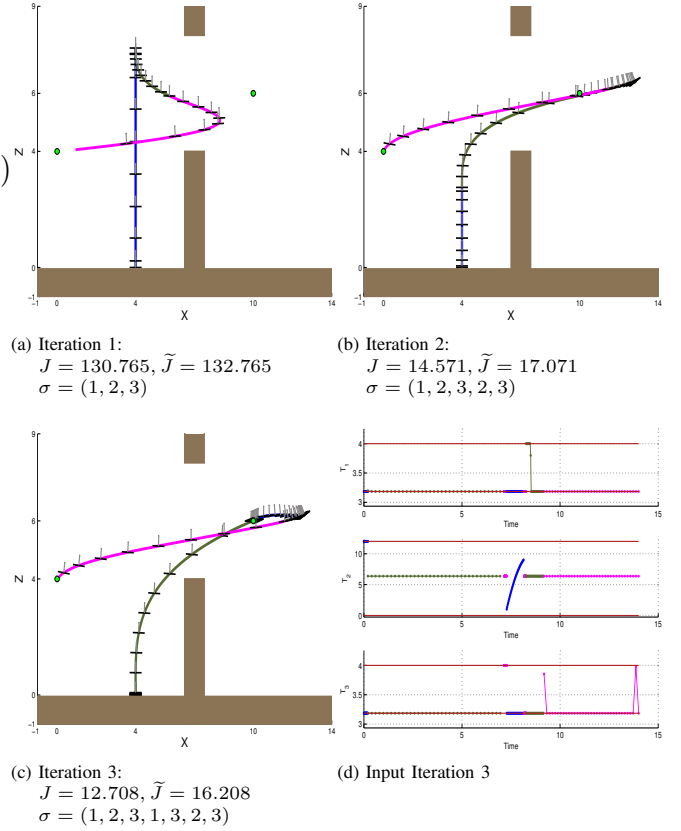 9
6
Z
4
0
−1
−1
0
4
10
14
X
)
9
6
Z
4
0
−1
−1
0
4
10
14
X
(a) Iteration 1:
J = 130.765, J̃ = 132.765
σ = (1, 2, 3)
(b) Iteration 2:
J = 14.571, J̃ = 17.071
σ = (1, 2, 3, 2, 3)
9
6
Z
4
0
−1
−1
0
4
10
14
X
4
3.5
3
T₁
0
5
10
15
Time
10
5
0
T₂
0
5
10
15
Time
4
3.5
3
T₃
0
5
10
15
Time
(c) Iteration 3:
J = 12.708, J̃ = 16.208
σ = (1, 2, 3, 1, 3, 2, 3)
(d) Input Iteration 3